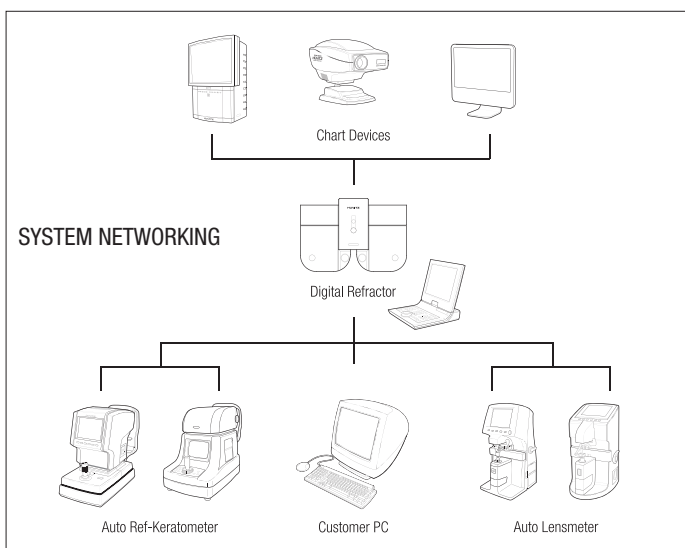 Chart Devices
SYSTEM NETWORKING
Digital Refractor
Auto Ref-Keratometer
Customer PC
Auto Lensmeter